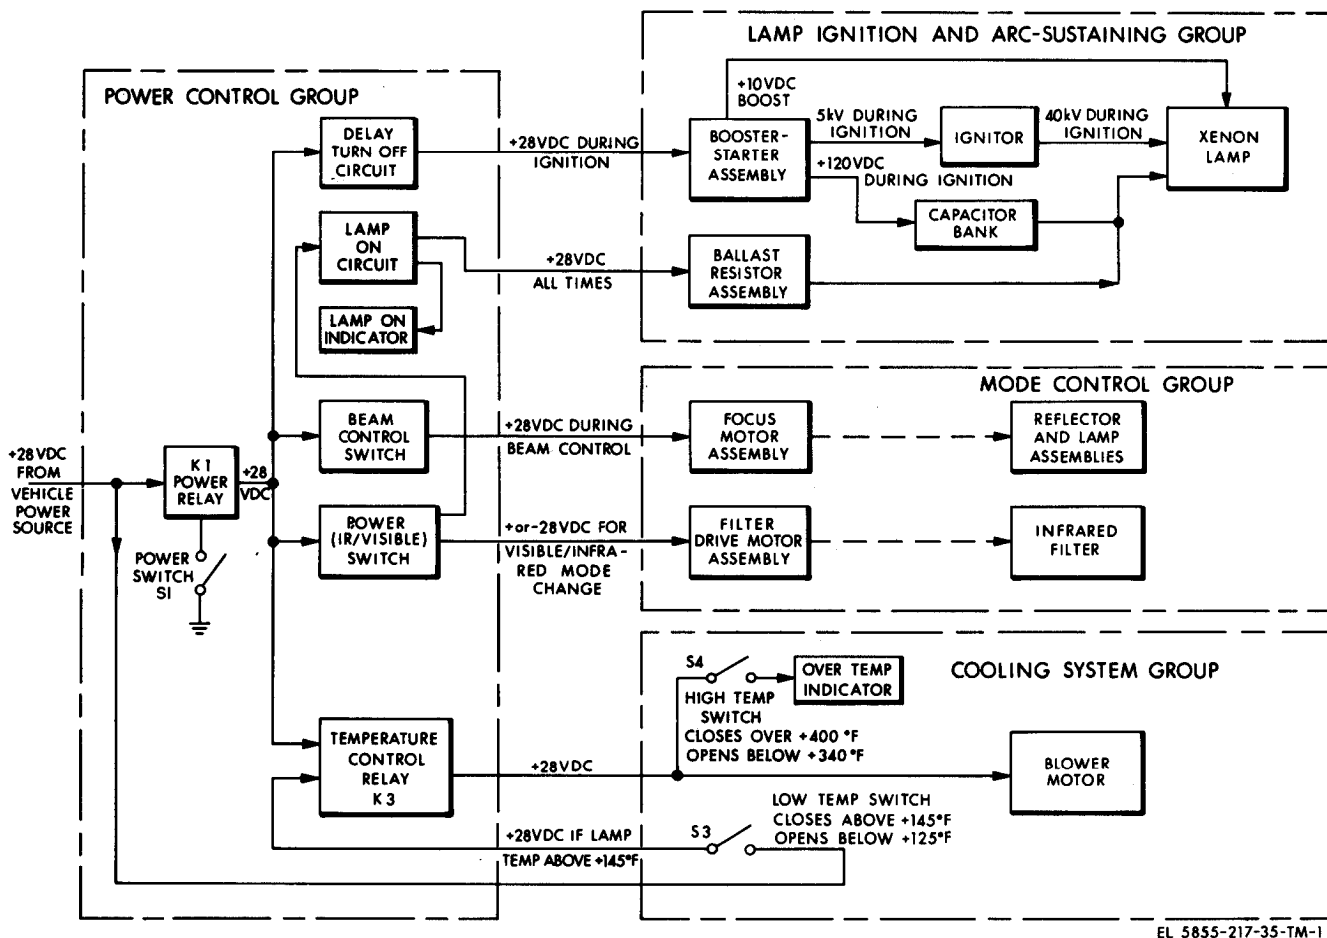 LAMP IGNITION AND ARC-SUSTAINING GROUP
POWER CONTROL GROUP
+10VDC
BOOST
DELAY
TURN OFF
CIRCUIT
+28VDC DURING
IGNITION
BOOSTER-
STARTER
ASSEMBLY
5kV DURING
IGNITION
IGNITOR
40kV DURING
IGNITION
XENON
LAMP
+120VDC
DURING IGNITION
CAPACITOR
BANK
LAMP
ON
CIRCUIT
+28VDC
ALL TIMES
BALLAST
RESISTOR
ASSEMBLY
LAMP ON
INDICATOR
MODE CONTROL GROUP
BEAM
CONTROL
SWITCH
+28VDC DURING
BEAM CONTROL
FOCUS
MOTOR
ASSEMBLY
REFLECTOR
AND LAMP
ASSEMBLIES
+28VDC
FROM
VEHICLE
POWER
SOURCE
K1
POWER
RELAY
+28
VDC
POWER
(IR/VISIBLE)
SWITCH
+or-28VDC FOR
VISIBLE/INFRA-
RED MODE
CHANGE
FILTER
DRIVE MOTOR
ASSEMBLY
INFRARED
FILTER
POWER
SWITCH
S1
COOLING SYSTEM GROUP
S4
OVER TEMP
INDICATOR
HIGH TEMP
SWITCH
CLOSES OVER +400°F
OPENS BELOW +340°F
TEMPERATURE
CONTROL
RELAY
K3
+28VDC
BLOWER
MOTOR
LOW TEMP SWITCH
CLOSES ABOVE +145°F
OPENS BELOW +125°F
+28VDC IF LAMP
TEMP ABOVE +145°F
S3
EL 5855-217-35-TM-1